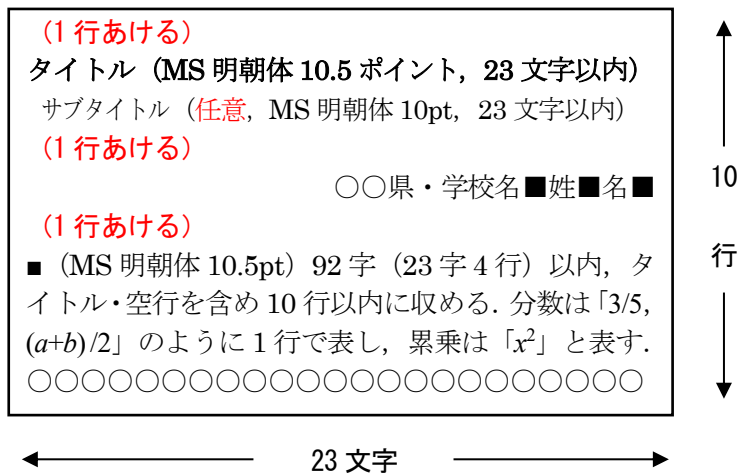 （1 行あける）
タイトル（MS 明朝体 10.5 ポイント，23 文字以内）
サブタイトル（任意，MS 明朝体 10pt，23 文字以内）
（1 行あける）
○○県・学校名■姓■名■
（1 行あける）
■（MS 明朝体 10.5pt）92 字（23 字 4 行）以内，タ
イトル・空行を含め 10 行以内に収める．分数は「3/5,
(a+b)/2」のように 1 行で表し，累乗は「x²」と表す．
○○○○○○○○○○○○○○○○○○○○○○○
10
行
23 文字